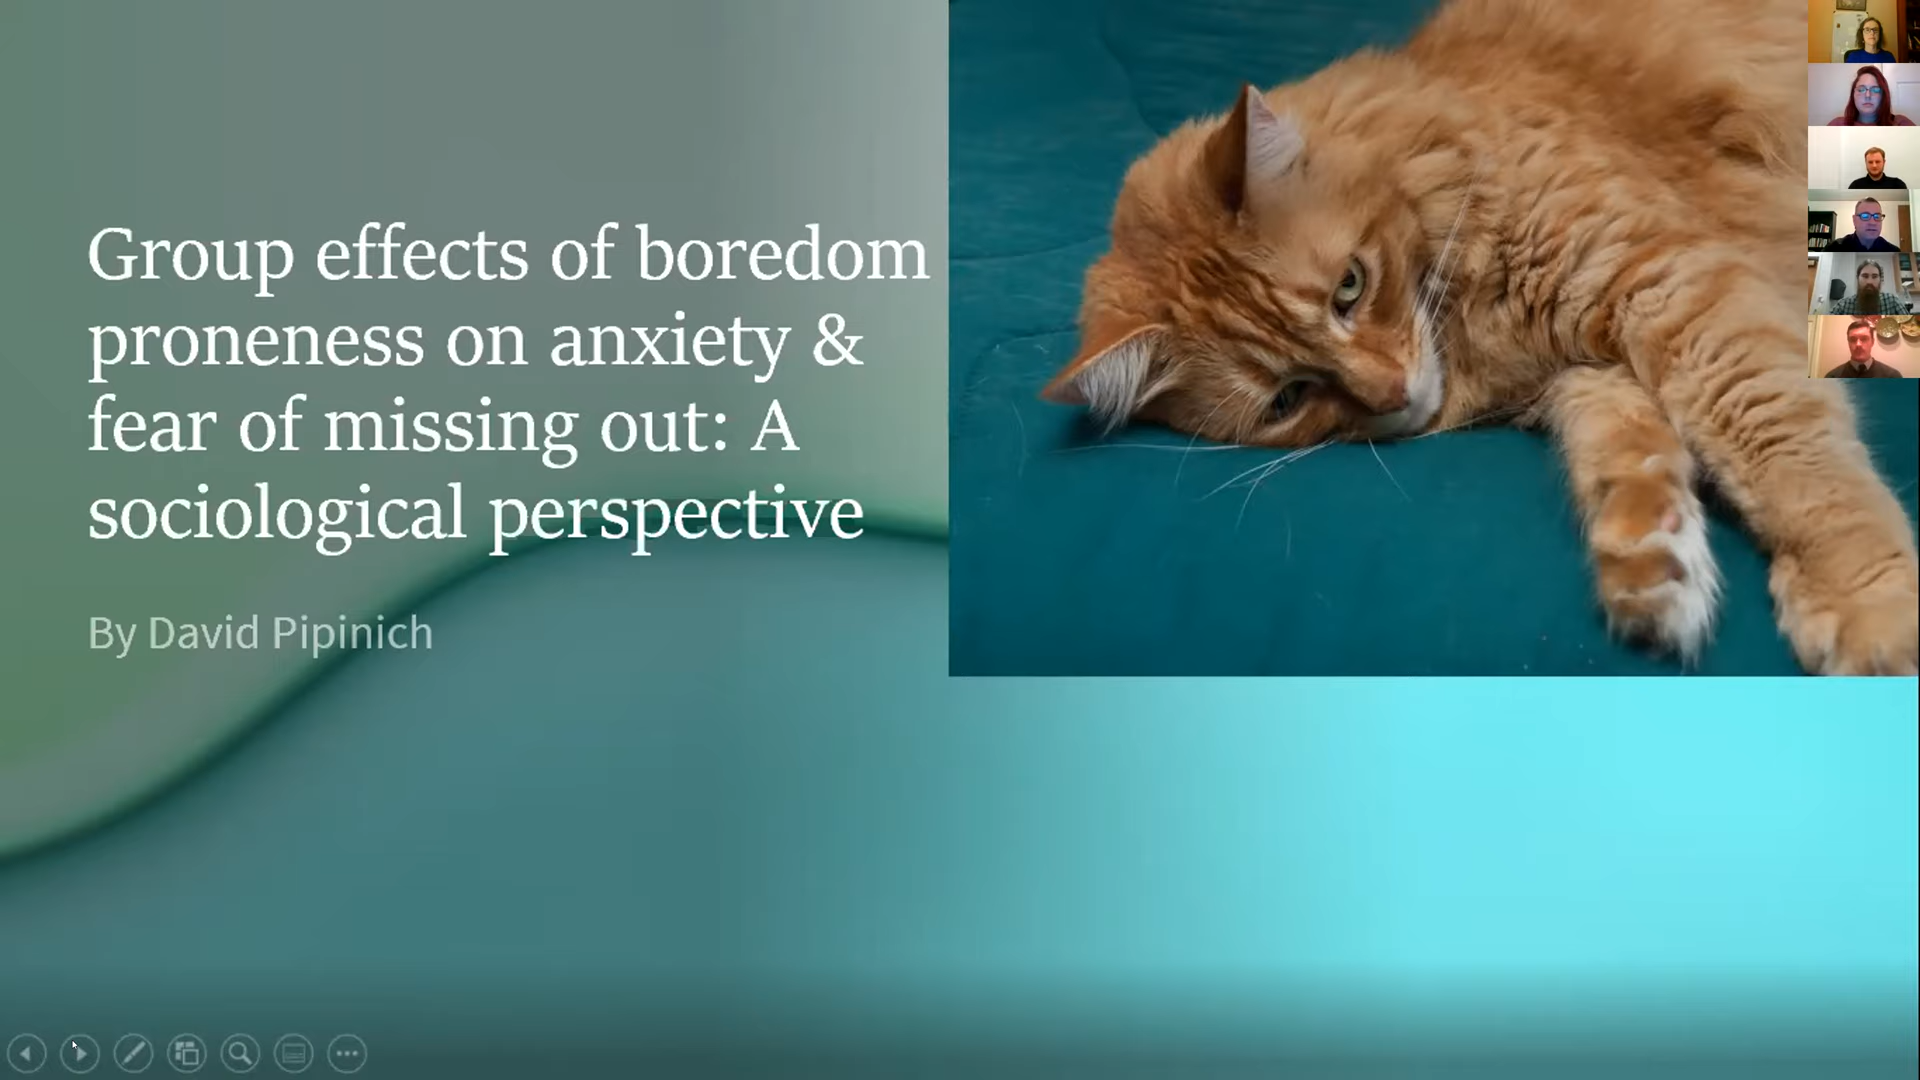 Group effects of boredom
proneness on anxiety &
fear of missing out: A
sociological perspective
By David Pipinich